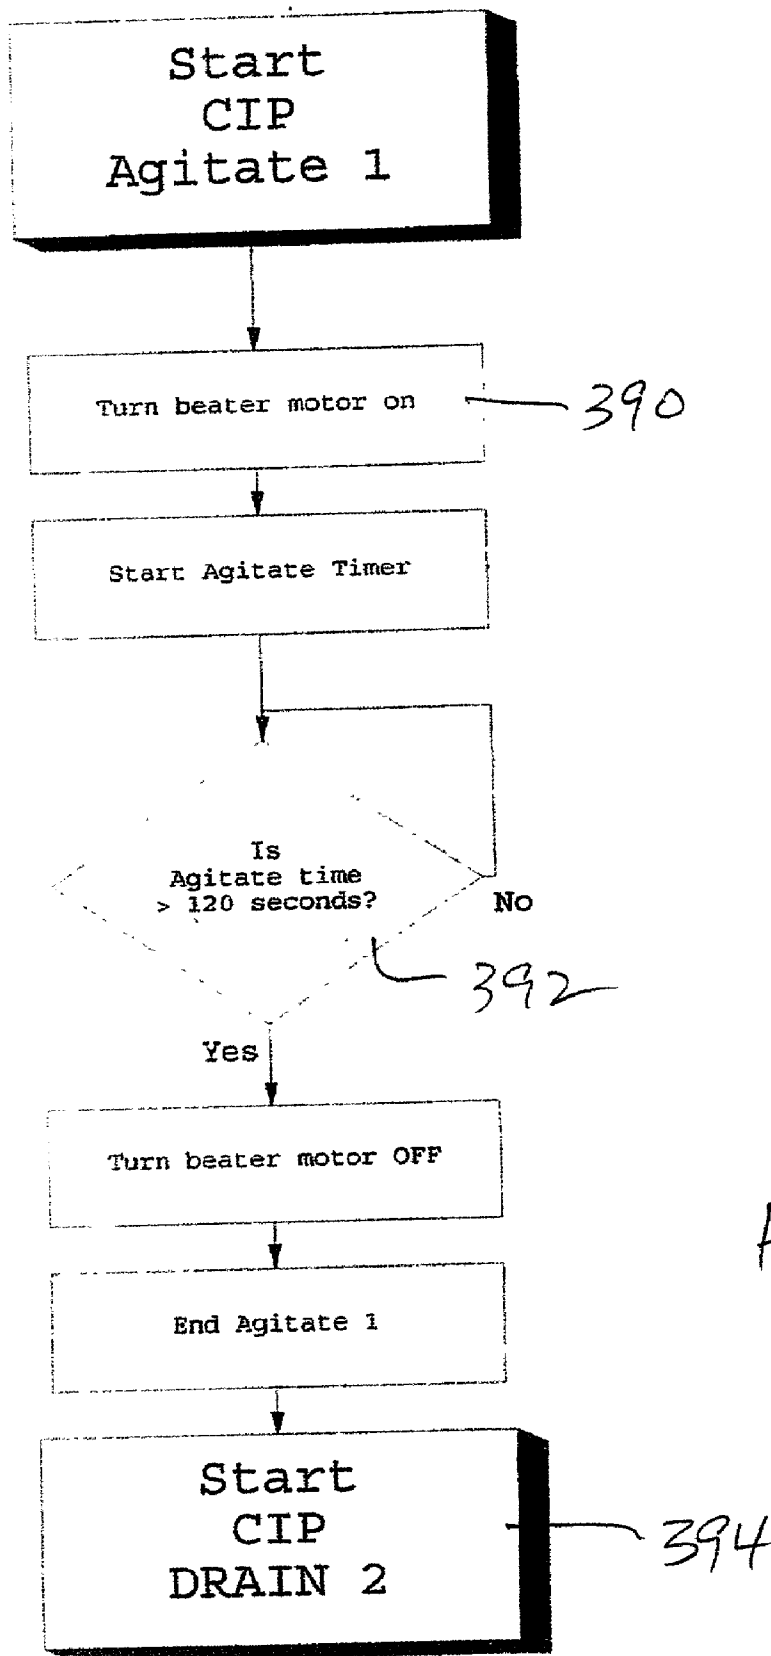 Start
CIP
Agitate 1
Turn beater motor on
390
Start Agitate Timer
Is
Agitate time
> 120 seconds?
No
392
Yes
Turn beater motor OFF
End Agitate 1
Start
CIP
DRAIN 2
394